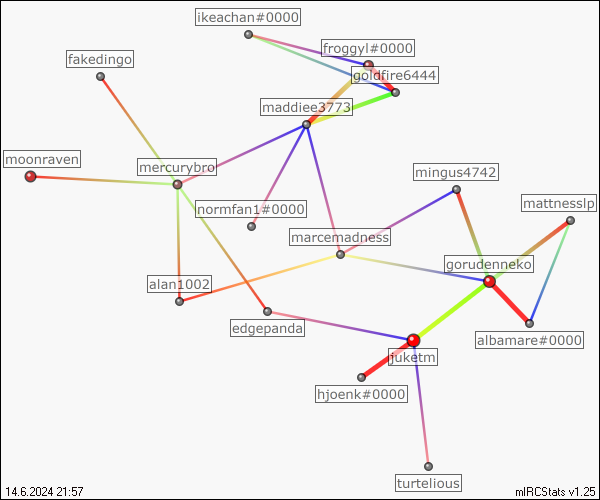 ikeachan#0000
froggyl#0000
fakedingo
goldfire6444
maddiee3773
moonraven
mercurybro
mingus4742
normfan1#0000
mattnesslp
marcemadness
gorudenneko
alan1002
edgepanda
albamare#0000
juketm
hjoenk#0000
turtelious
14.6.2024 21:57
mIRCStats v1.25